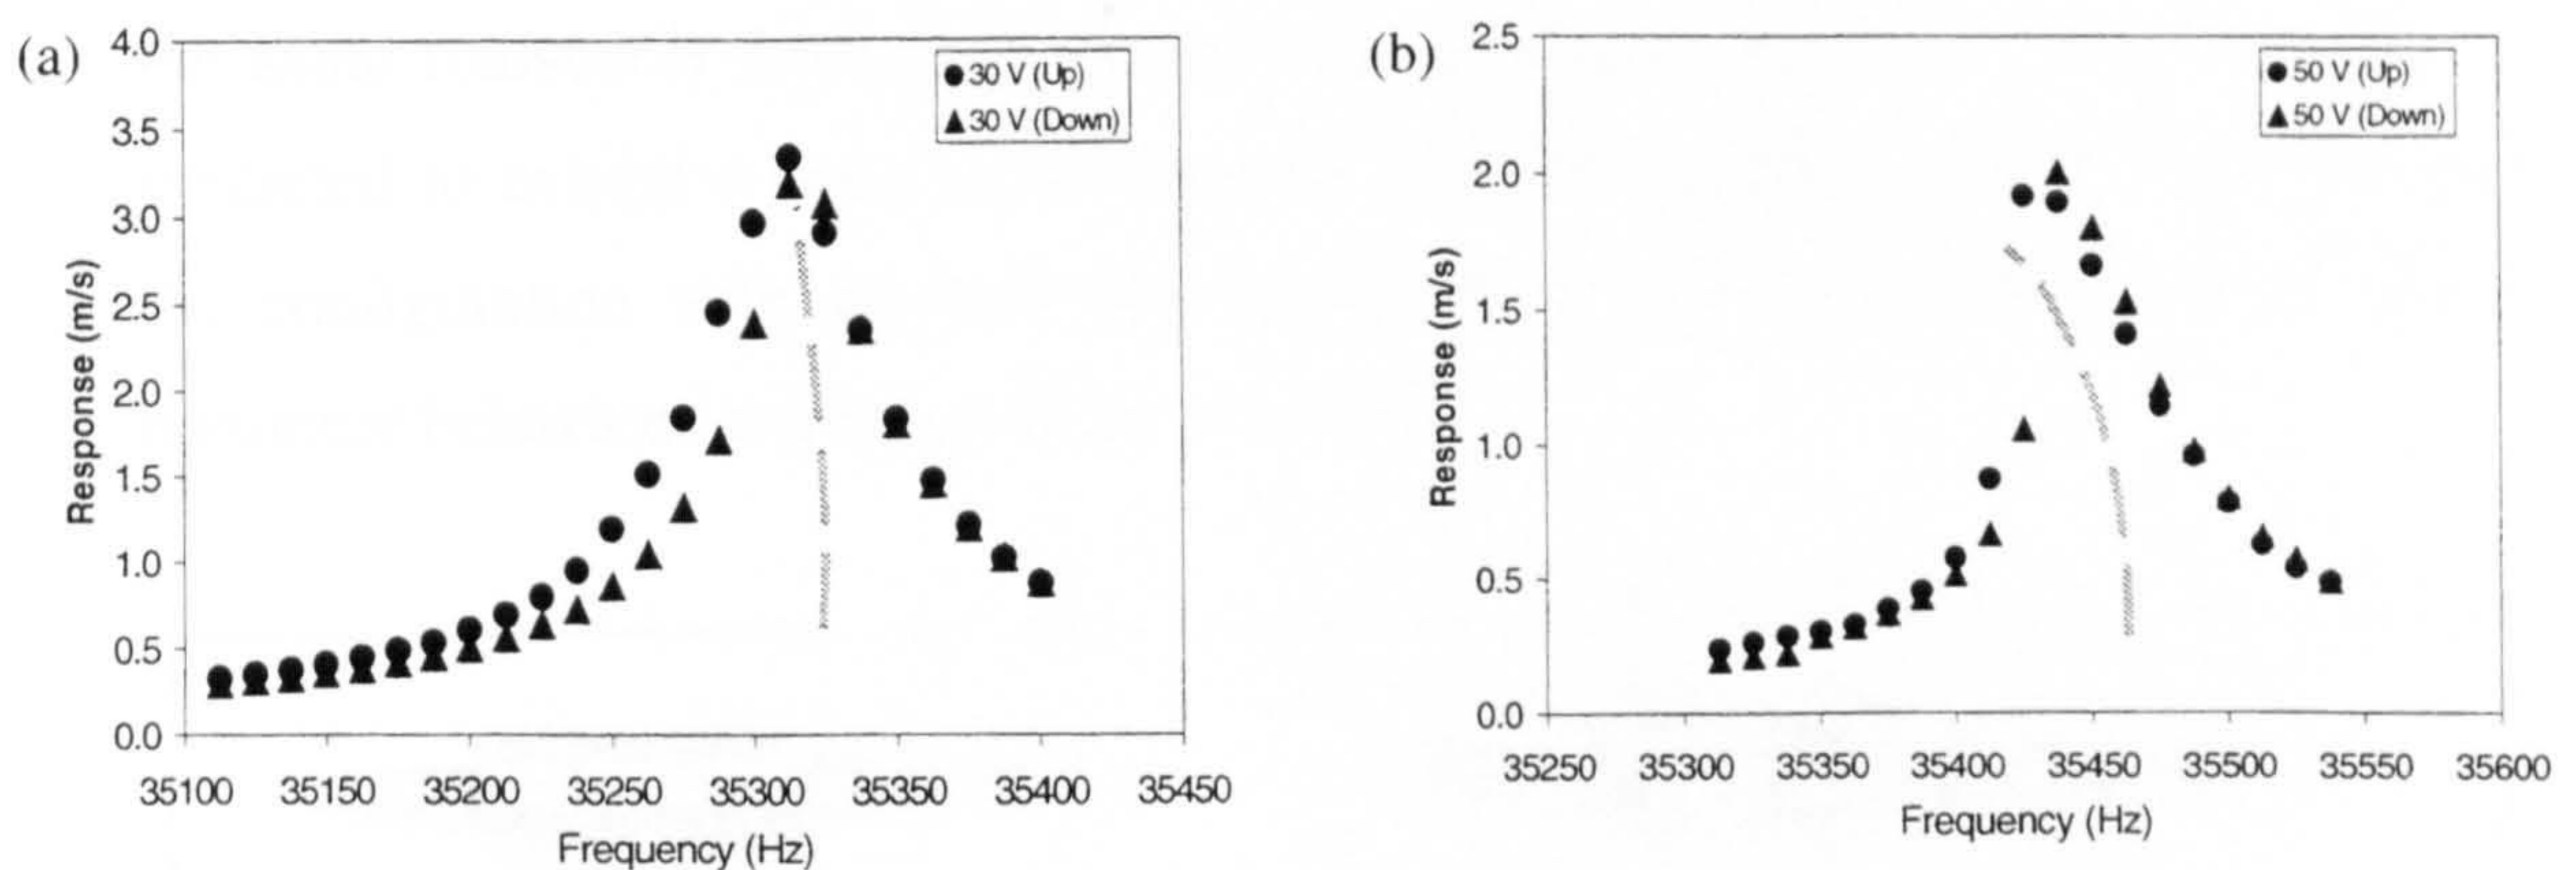 (a)
4.0
3.5
3.0
2.5
2.0
1.5
1.0
0.5
0.0
Response (m/s)
30 V (Up)
30 V (Down)
35100 35150 35200 35250 35300 35350 35400 35450
Frequency (Hz)
(b)
2.5
2.0
1.5
1.0
0.5
0.0
Response (m/s)
50 V (Up)
50 V (Down)
35250 35300 35350 35400 35450 35500 35550 35600
Frequency (Hz)